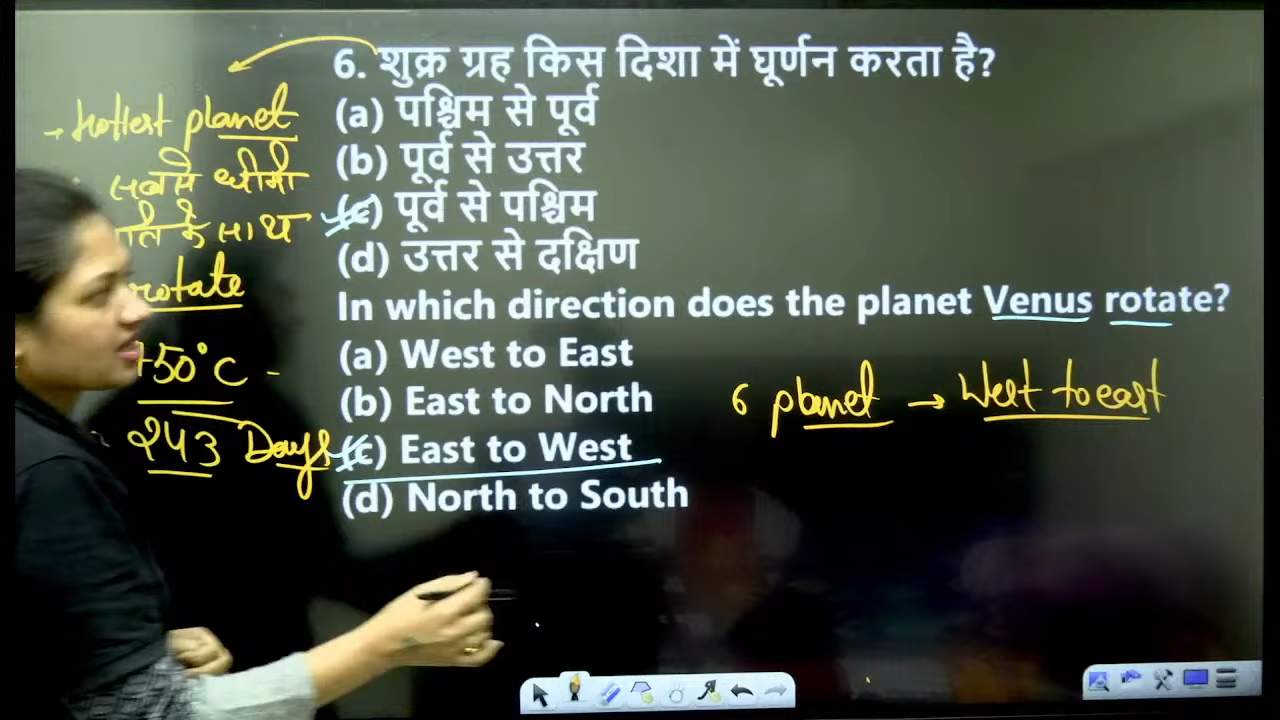 6. शुक्र ग्रह किस दिशा में घूर्णन करता है?
(a) पश्चिम से पूर्व
(b) पूर्व से उत्तर
(c) पूर्व से पश्चिम
(d) उत्तर से दक्षिण
In which direction does the planet Venus rotate?
(a) West to East
(b) East to North
(c) East to West
(d) North to South
→ Hottest planet
सबसे धीमी
के साथ
rotate
50°C -
243 Days
6 planet → West to east